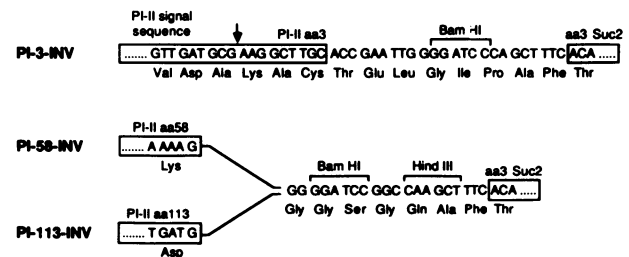 PI-II signal
sequence
PI-II aa3
Bam HI
aa3 Suc2
PI-3-INV
....... GTT GAT GCG AAG GCT TGC ACC GAA TTG GGG ATC CCA GCT TTC ACA .....
Val Asp Ala Lys Ala Cys Thr Glu Leu Gly Ile Pro Ala Phe Thr
PI-II aa58
PI-58-INV
....... A AAA G
Lys
Bam HI
Hind III
aa3 Suc2
GG GGA TCC GGC CAA GCT TTC ACA .....
Gly Gly Ser Gly Gln Ala Phe Thr
PI-II aa113
PI-113-INV
....... T GAT G
Asp